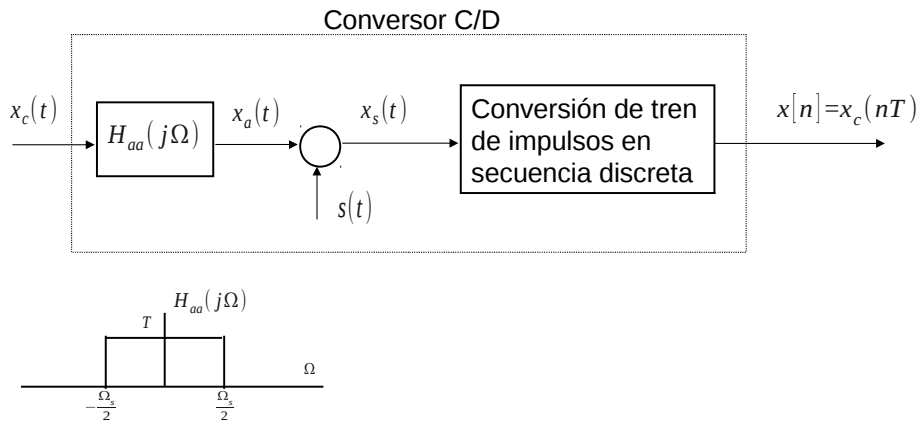 Conversor C/D
x_c(t)
H_aa(jΩ)
x_a(t)
x_s(t)
s(t)
Conversión de tren
de impulsos en
secuencia discreta
x[n]=x_c(nT)
H_aa(jΩ)
T
Ω
-Ω_s/2
Ω_s/2